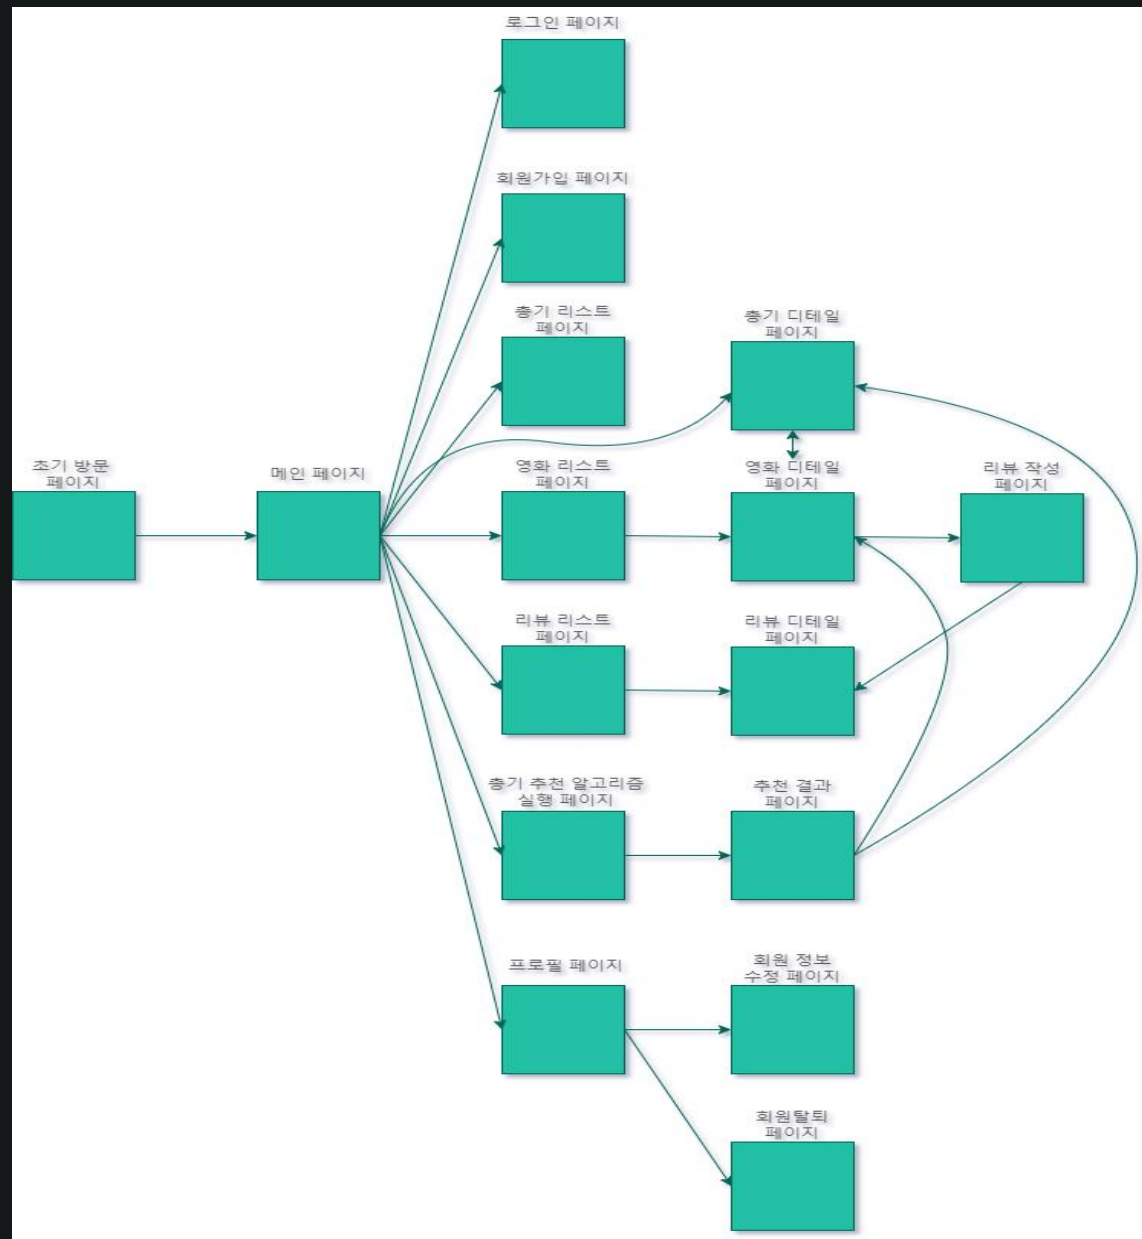 로그인 페이지
회원가입 페이지
총기 리스트
페이지
총기 디테일
페이지
초기 방문
페이지
메인 페이지
영화 리스트
페이지
영화 디테일
페이지
리뷰 작성
페이지
리뷰 리스트
페이지
리뷰 디테일
페이지
총기 추천 알고리즘
실행 페이지
추천 결과
페이지
프로필 페이지
회원 정보
수정 페이지
회원탈퇴
페이지